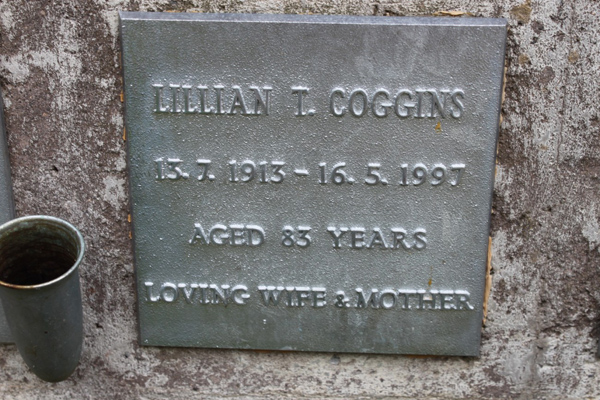 LILLIAN T. COGGINS
13.7.1913 - 16.5.1997
AGED 83 YEARS
LOVING WIFE & MOTHER